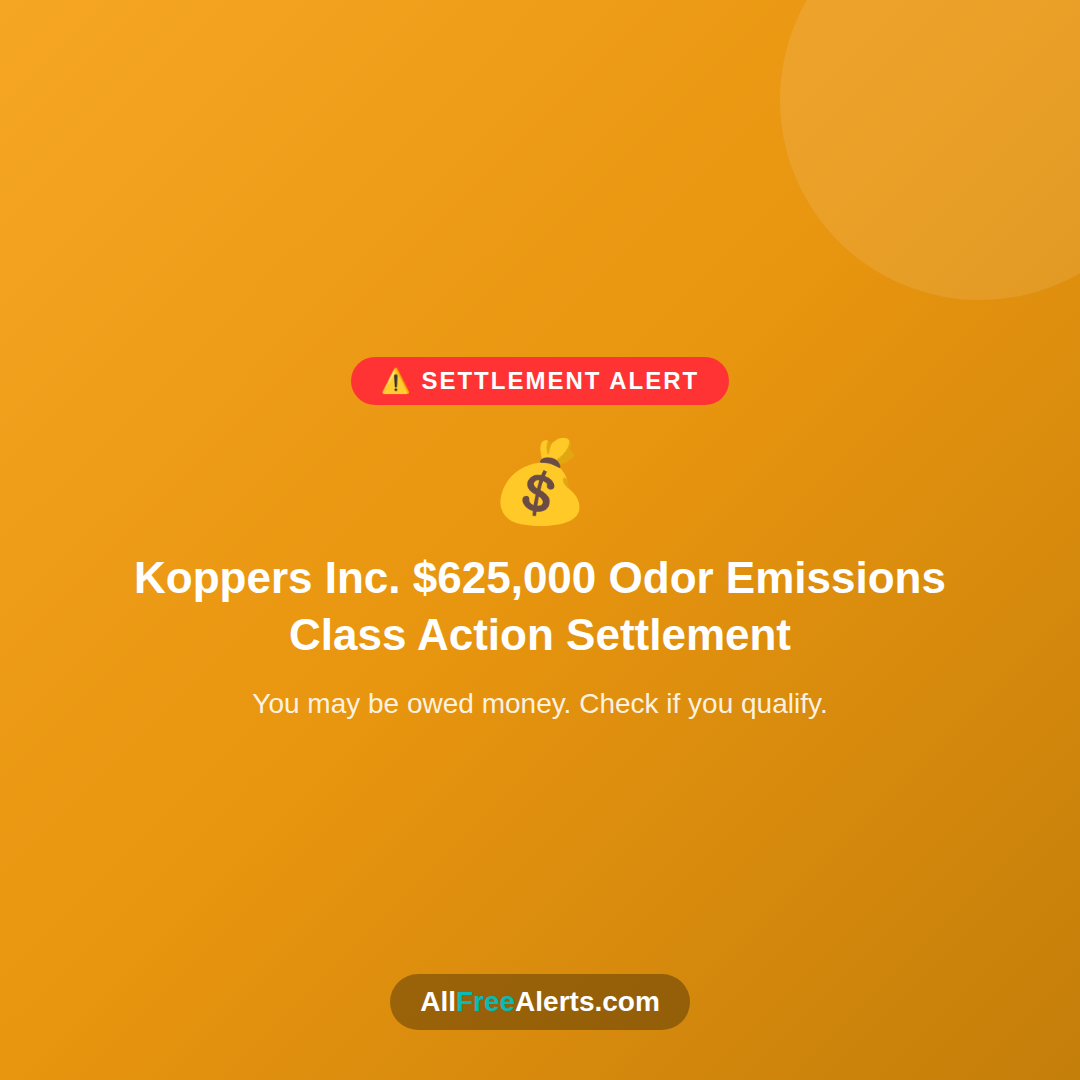 ⚠️ SETTLEMENT ALERT
Koppers Inc. $625,000 Odor Emissions
Class Action Settlement
You may be owed money. Check if you qualify.
AllFreeAlerts.com